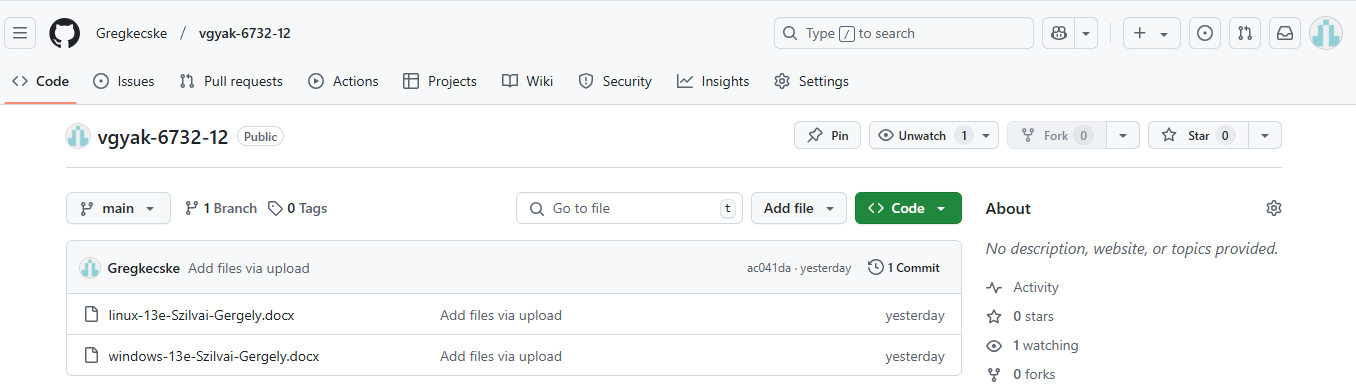 Gregkecske / vgyak-6732-12 Type / to search
Code Issues Pull requests Actions Projects Wiki Security Insights Settings
vgyak-6732-12 Public Pin Unwatch 1 Fork 0 Star 0
main 1 Branch 0 Tags Go to file t Add file Code About
No description, website, or topics provided.
Gregkecske Add files via upload ac041da · yesterday 1 Commit
Activity
linux-13e-Szilvai-Gergely.docx Add files via upload yesterday
0 stars
1 watching
windows-13e-Szilvai-Gergely.docx Add files via upload yesterday
0 forks